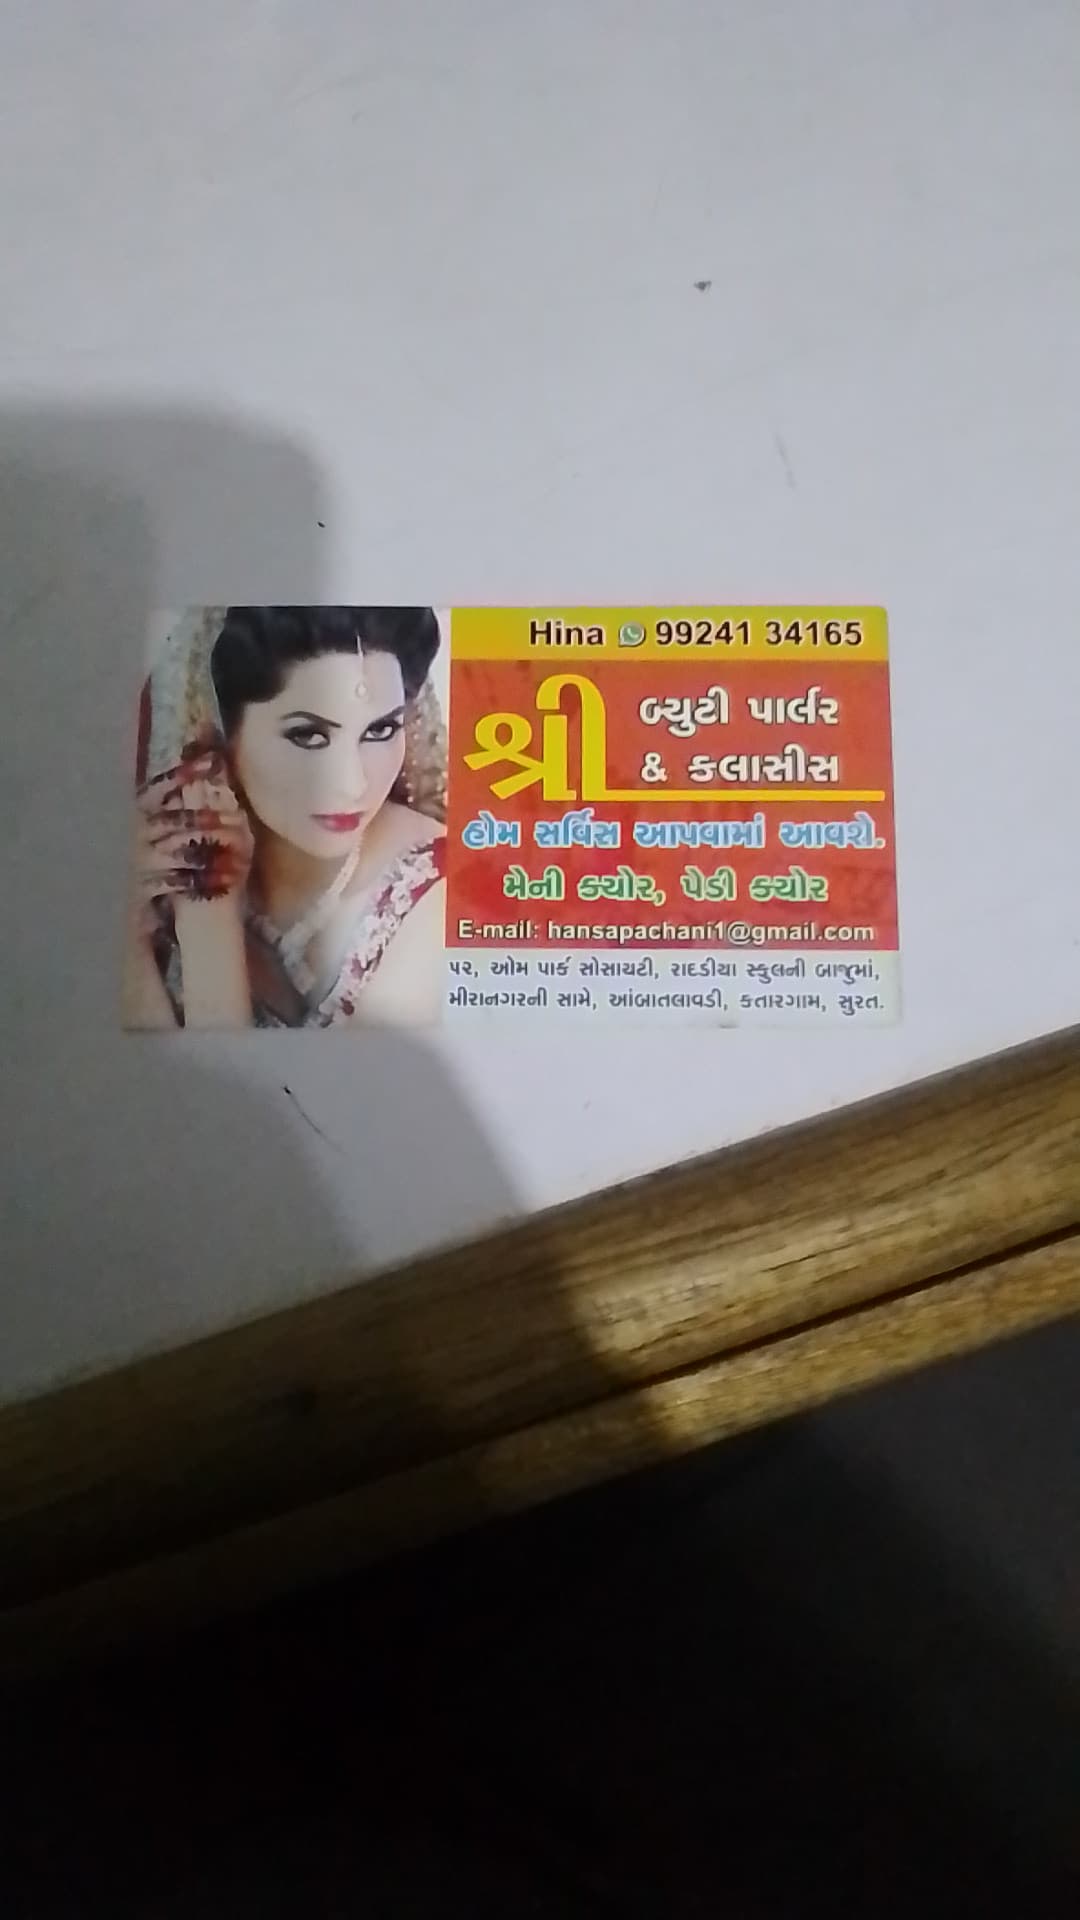 Hina 99241 34165
શ્રી બ્યુટી પાર્લર
& કલાસીસ
હોમ સર્વિસ આપવામાં આવશે.
મેની ક્યોર, પેડી ક્યોર
E-mail: hansapachani1@gmail.com
૫૨, ઓમ પાર્ક સોસાયટી, રાદડીયા સ્કુલની બાજુમાં,
મીરાનગરની સામે, આંબાતલાવડી, કતારગામ, સુરત.